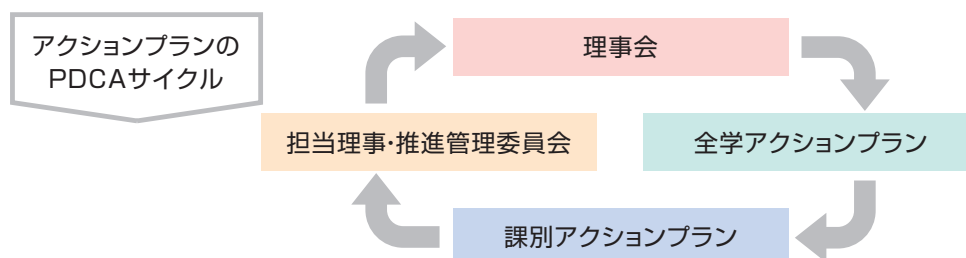 アクションプランの
PDCAサイクル
理事会
担当理事・推進管理委員会
全学アクションプラン
課別アクションプラン